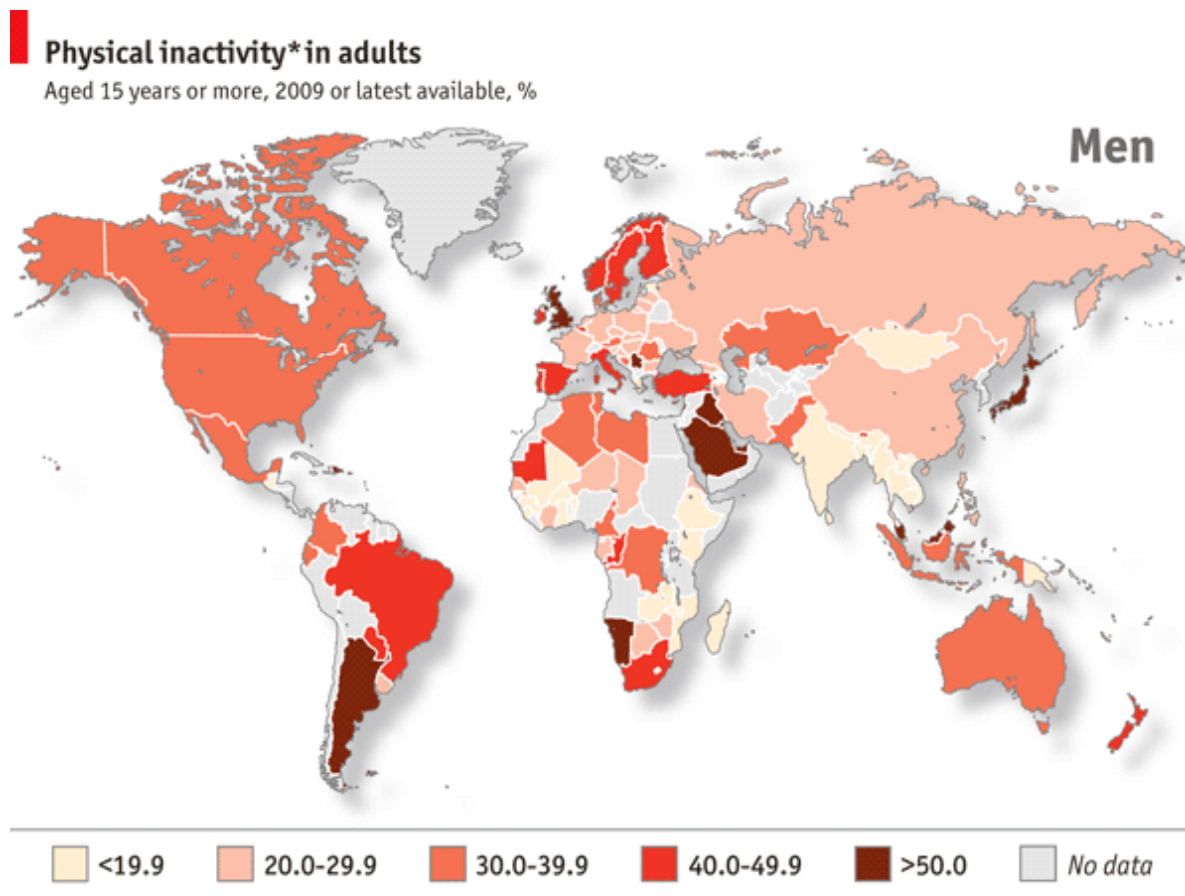 Physical inactivity* in adults
Aged 15 years or more, 2009 or latest available, %
Men
<19.9
20.0-29.9
30.0-39.9
40.0-49.9
>50.0
No data